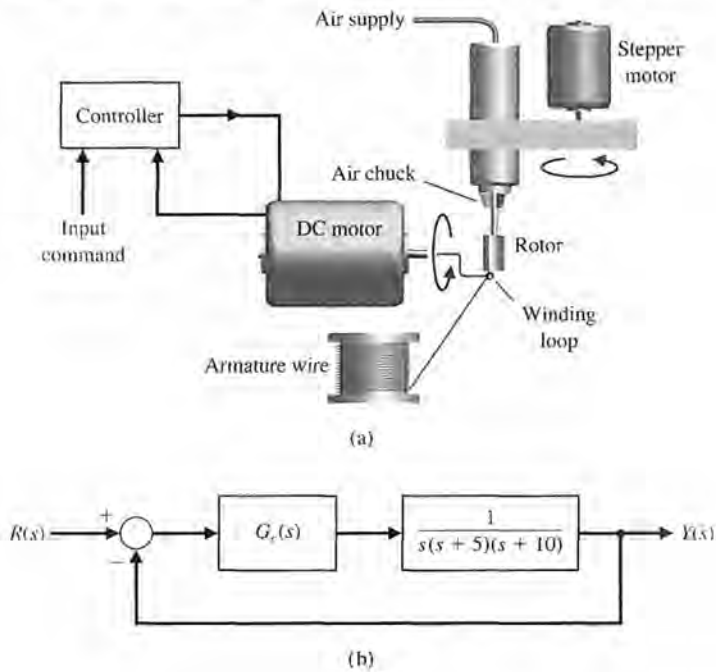 Air supply
Stepper
motor
Controller
Air chuck
Input
command
DC motor
Rotor
Winding
loop
Armature wire
(a)
R(s)
+
−
G_c(s)
1
s(s + 5)(s + 10)
Y(s)
(b)